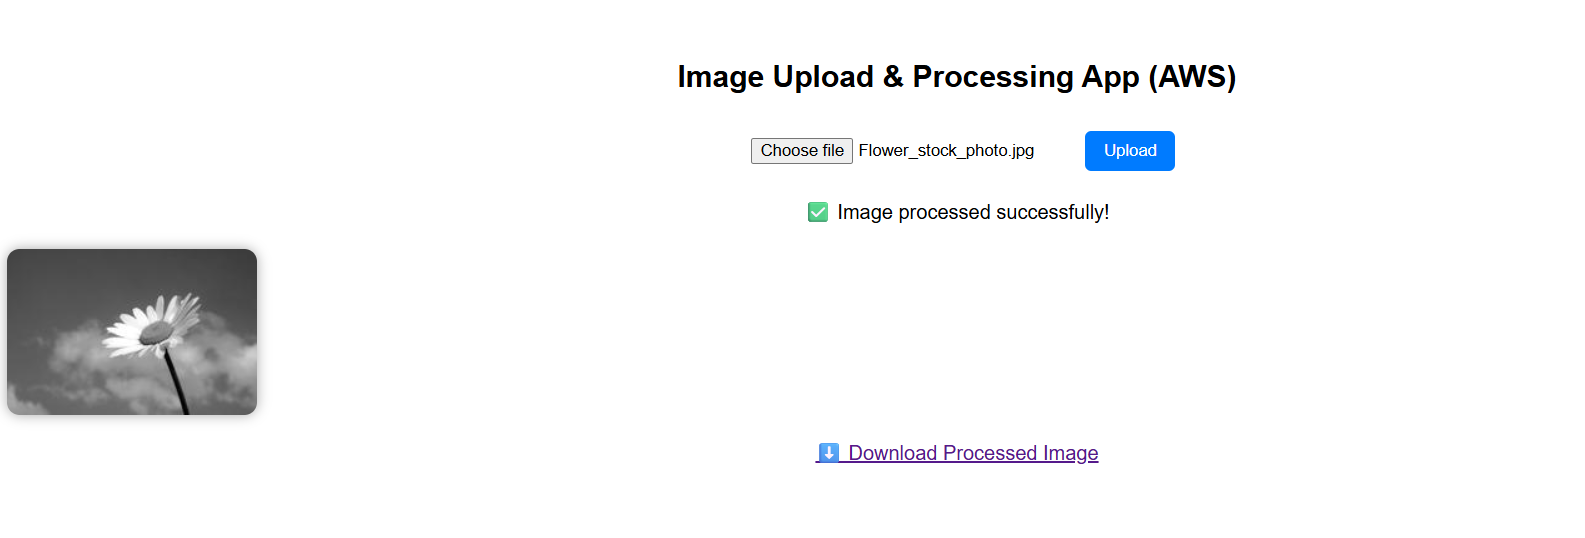 Image Upload & Processing App (AWS)
Choose file Flower_stock_photo.jpg Upload
✅ Image processed successfully!
⬇️ Download Processed Image